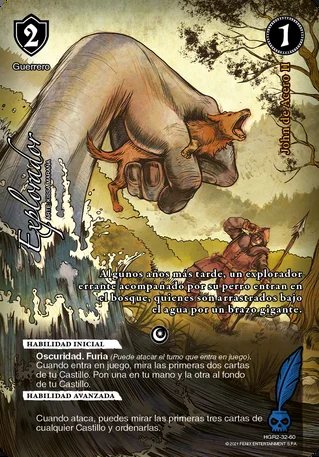 2
1
Guerrero
John de Acero II
Explorador
Algunos años más tarde, un explorador
errante acompañado por su perro entran en
el bosque, quienes son arrastrados bajo
el agua por un brazo gigante.
HABILIDAD INICIAL
Oscuridad. Furia (Puede atacar el turno que entra en juego).
Cuando entra en juego, mira las primeras dos cartas
de tu Castillo. Pon una en tu mano y la otra al fondo
de tu Castillo.
HABILIDAD AVANZADA
Cuando ataca, puedes mirar las primeras tres cartas de
cualquier Castillo y ordenarlas.
HGR2-32-60
© 2021 FÉNIX ENTERTAINMENT S.P.A